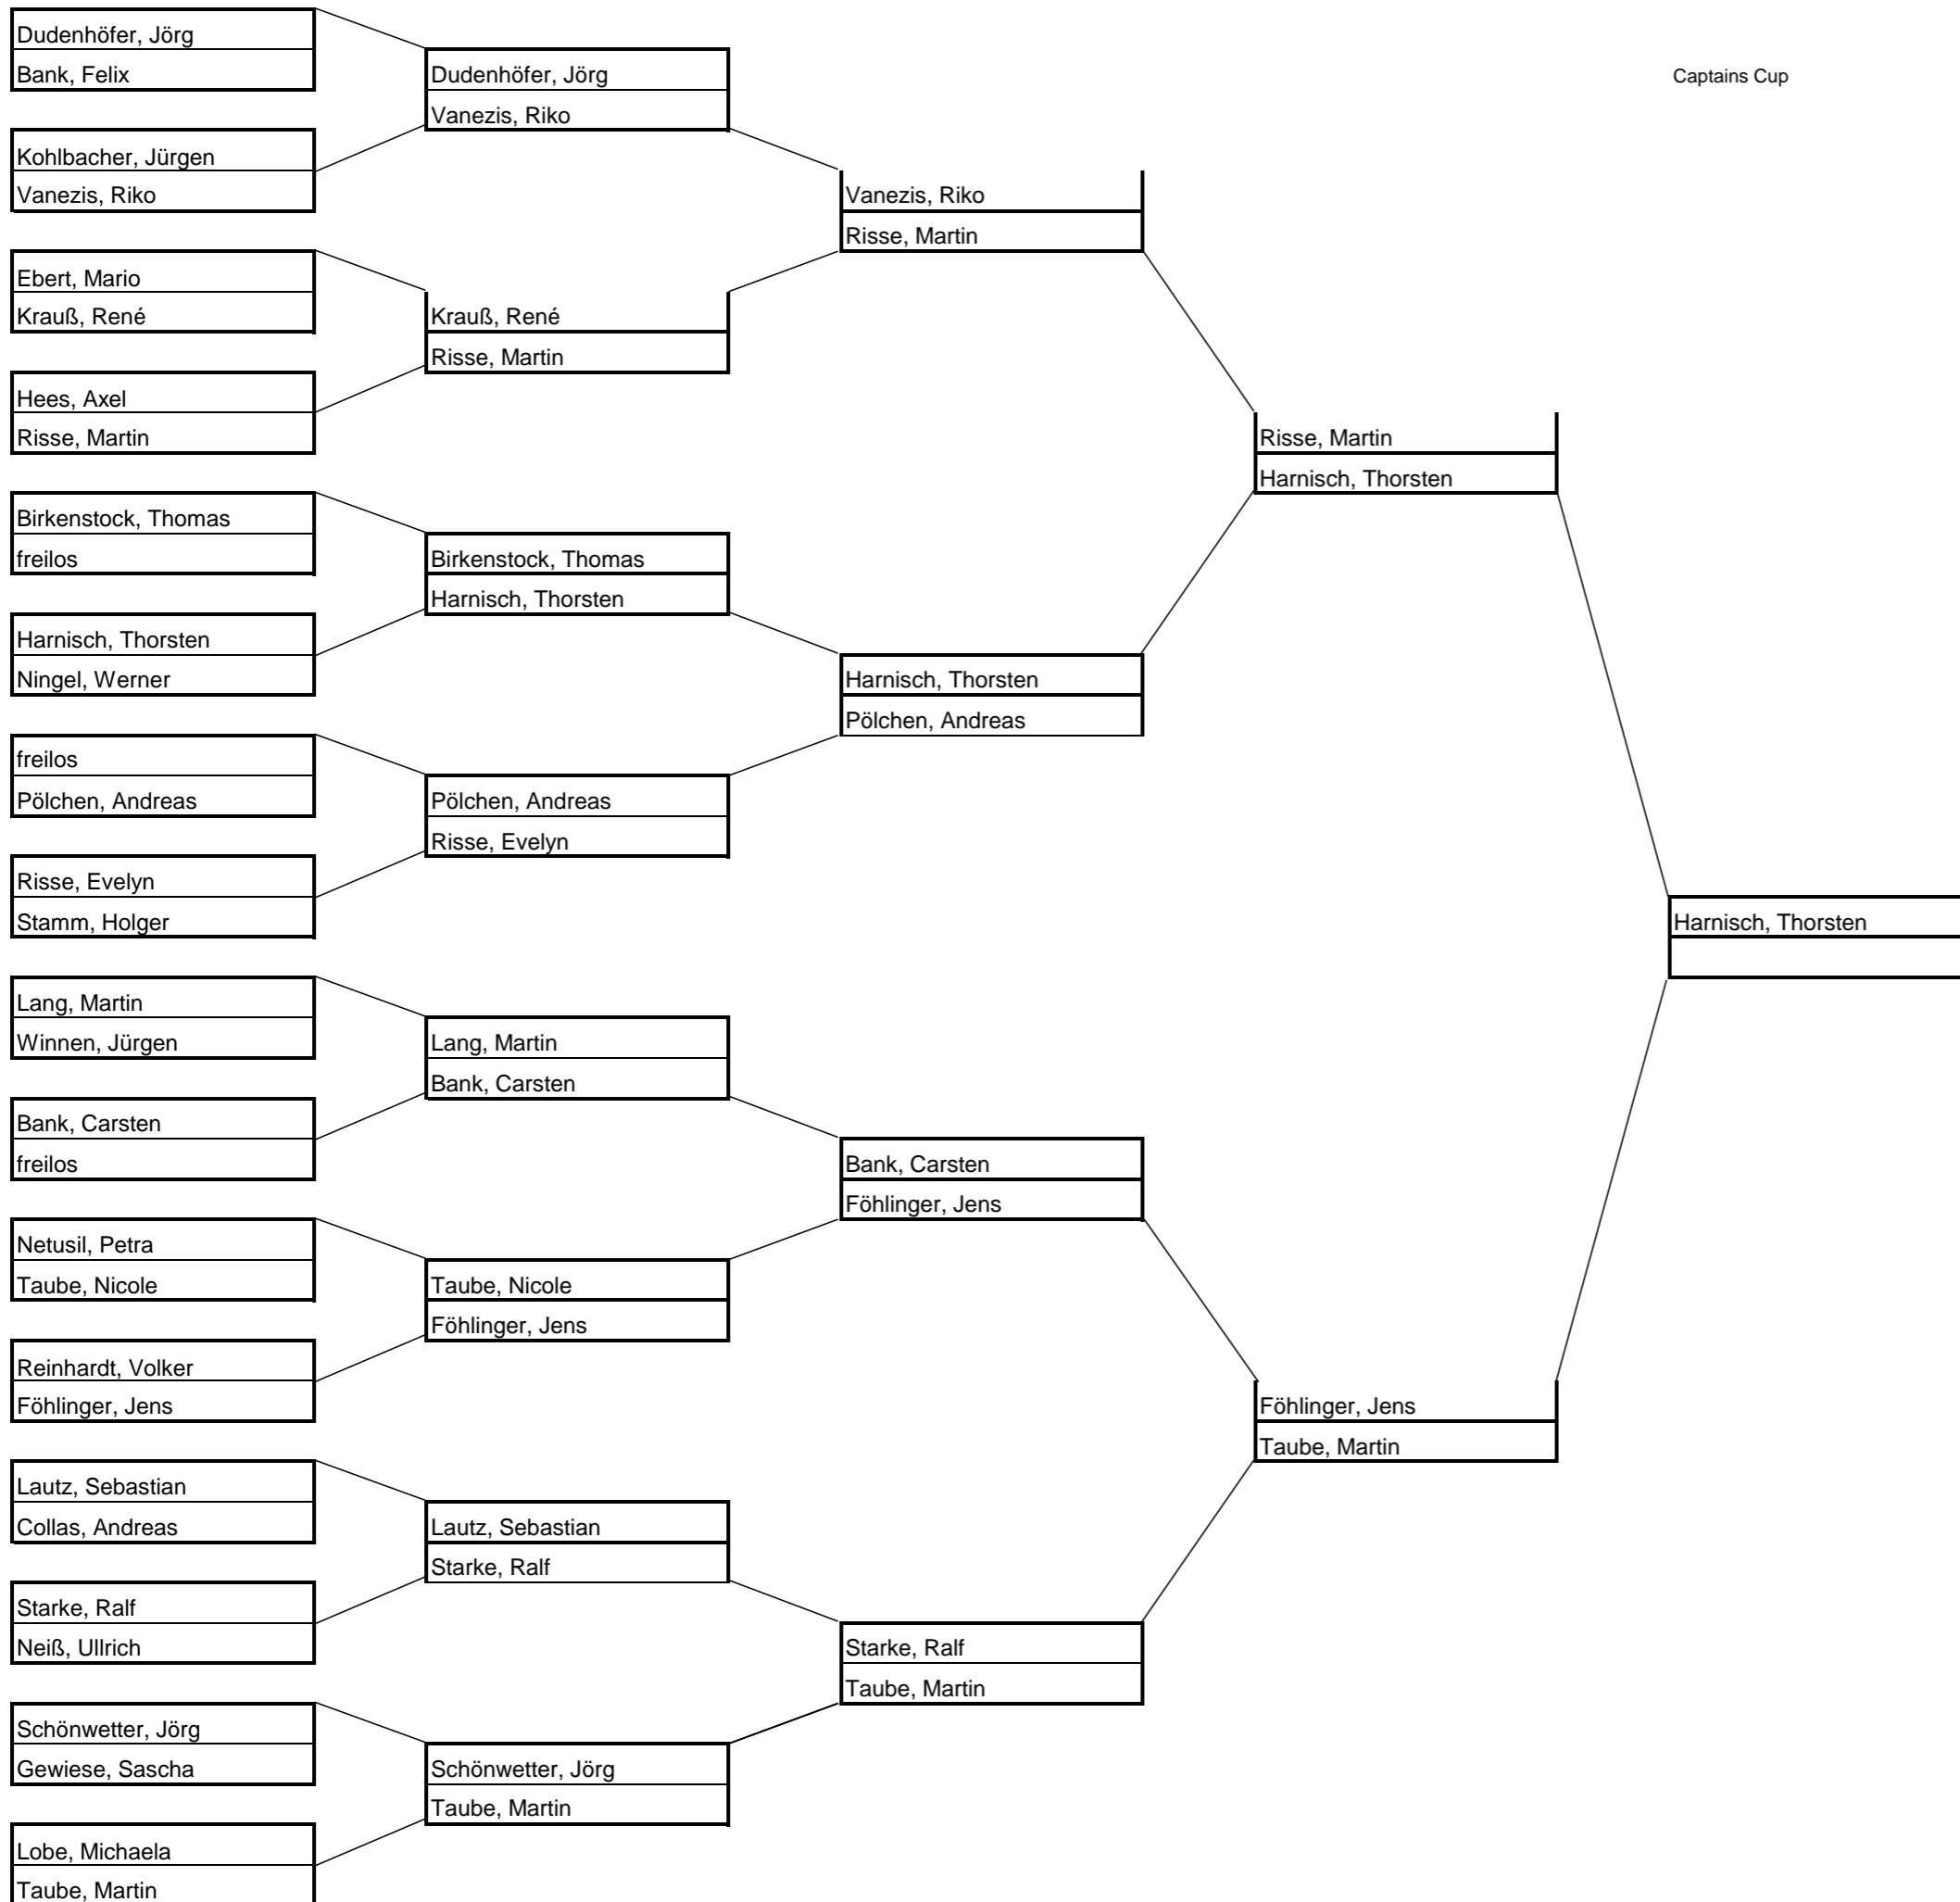 Dudenhöfer, Jörg
Bank, Felix
Kohlbacher, Jürgen
Vanezis, Riko
Ebert, Mario
Krauß, René
Hees, Axel
Risse, Martin
Birkenstock, Thomas
freilos
Harnisch, Thorsten
Ningel, Werner
freilos
Pölchen, Andreas
Risse, Evelyn
Stamm, Holger
Lang, Martin
Winnen, Jürgen
Bank, Carsten
freilos
Netusil, Petra
Taube, Nicole
Reinhardt, Volker
Föhlinger, Jens
Lautz, Sebastian
Collas, Andreas
Starke, Ralf
Neiß, Ullrich
Schönwetter, Jörg
Gewiese, Sascha
Lobe, Michaela
Taube, Martin
Dudenhöfer, Jörg
Vanezis, Riko
Krauß, René
Risse, Martin
Birkenstock, Thomas
Harnisch, Thorsten
Pölchen, Andreas
Risse, Evelyn
Lang, Martin
Bank, Carsten
Taube, Nicole
Föhlinger, Jens
Lautz, Sebastian
Starke, Ralf
Schönwetter, Jörg
Taube, Martin
Vanezis, Riko
Risse, Martin
Harnisch, Thorsten
Pölchen, Andreas
Bank, Carsten
Föhlinger, Jens
Starke, Ralf
Taube, Martin
Risse, Martin
Harnisch, Thorsten
Föhlinger, Jens
Taube, Martin
Captains Cup
Harnisch, Thorsten